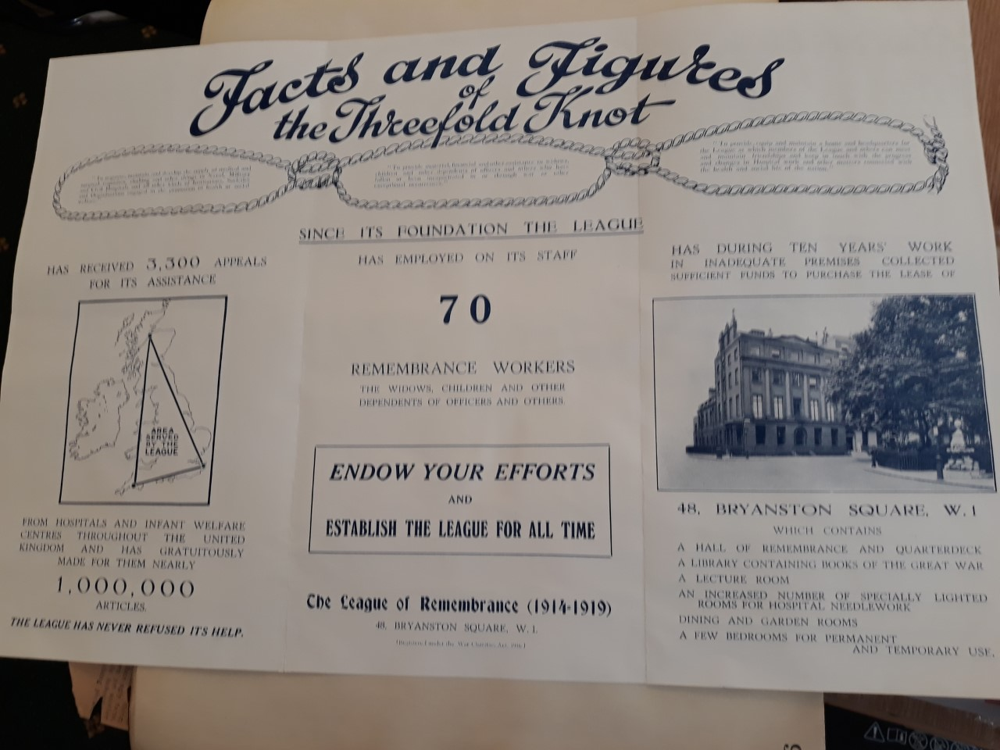 Facts and Figures
of
the Threefold Knot
"To provide material, financial and other assistance to widows,
"To provide, equip and maintain a home and headquarters for
the League at which members of the League and others can meet
and maintain friendships and keep in touch with the progress
and changes in Hospital work and other matters connected with
the health and social life of the nation."
SINCE ITS FOUNDATION THE LEAGUE
HAS RECEIVED 3,300 APPEALS
FOR ITS ASSISTANCE
AREA
SERVED
BY THE
LEAGUE
FROM HOSPITALS AND INFANT WELFARE
CENTRES THROUGHOUT THE UNITED
KINGDOM AND HAS GRATUITOUSLY
MADE FOR THEM NEARLY
1,000,000
ARTICLES.
THE LEAGUE HAS NEVER REFUSED ITS HELP.
HAS EMPLOYED ON ITS STAFF
70
REMEMBRANCE WORKERS
THE WIDOWS, CHILDREN AND OTHER
DEPENDENTS OF OFFICERS AND OTHERS.
ENDOW YOUR EFFORTS
AND
ESTABLISH THE LEAGUE FOR ALL TIME
The League of Remembrance (1914-1919)
48, BRYANSTON SQUARE, W.1.
[Registered under the War Charities Act, 1916.]
HAS DURING TEN YEARS' WORK
IN INADEQUATE PREMISES COLLECTED
SUFFICIENT FUNDS TO PURCHASE THE LEASE OF
48, BRYANSTON SQUARE, W.1
WHICH CONTAINS
A HALL OF REMEMBRANCE AND QUARTERDECK
A LIBRARY CONTAINING BOOKS OF THE GREAT WAR
A LECTURE ROOM
AN INCREASED NUMBER OF SPECIALLY LIGHTED
ROOMS FOR HOSPITAL NEEDLEWORK
DINING AND GARDEN ROOMS
A FEW BEDROOMS FOR PERMANENT
AND TEMPORARY USE.